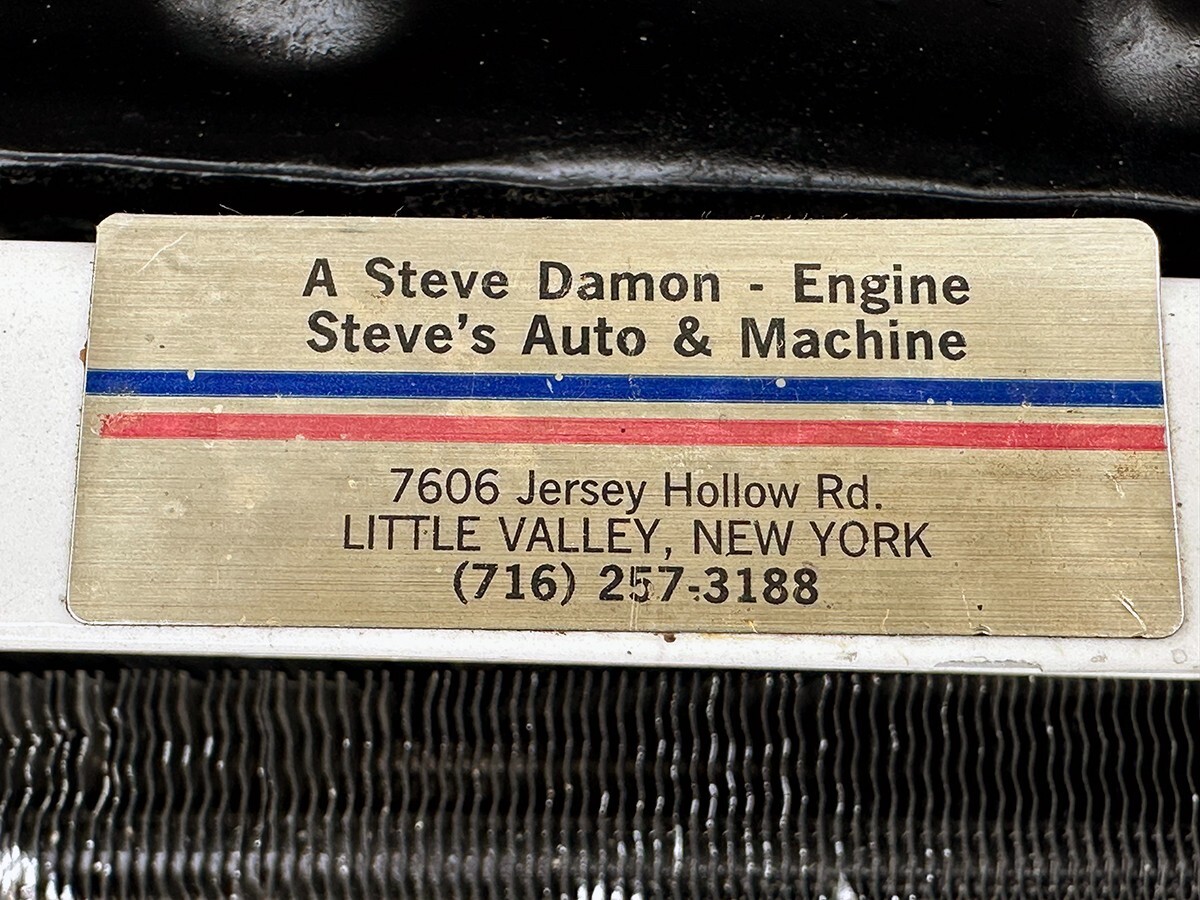 A Steve Damon - Engine
Steve's Auto & Machine
7606 Jersey Hollow Rd.
LITTLE VALLEY, NEW YORK
(716) 257-3188